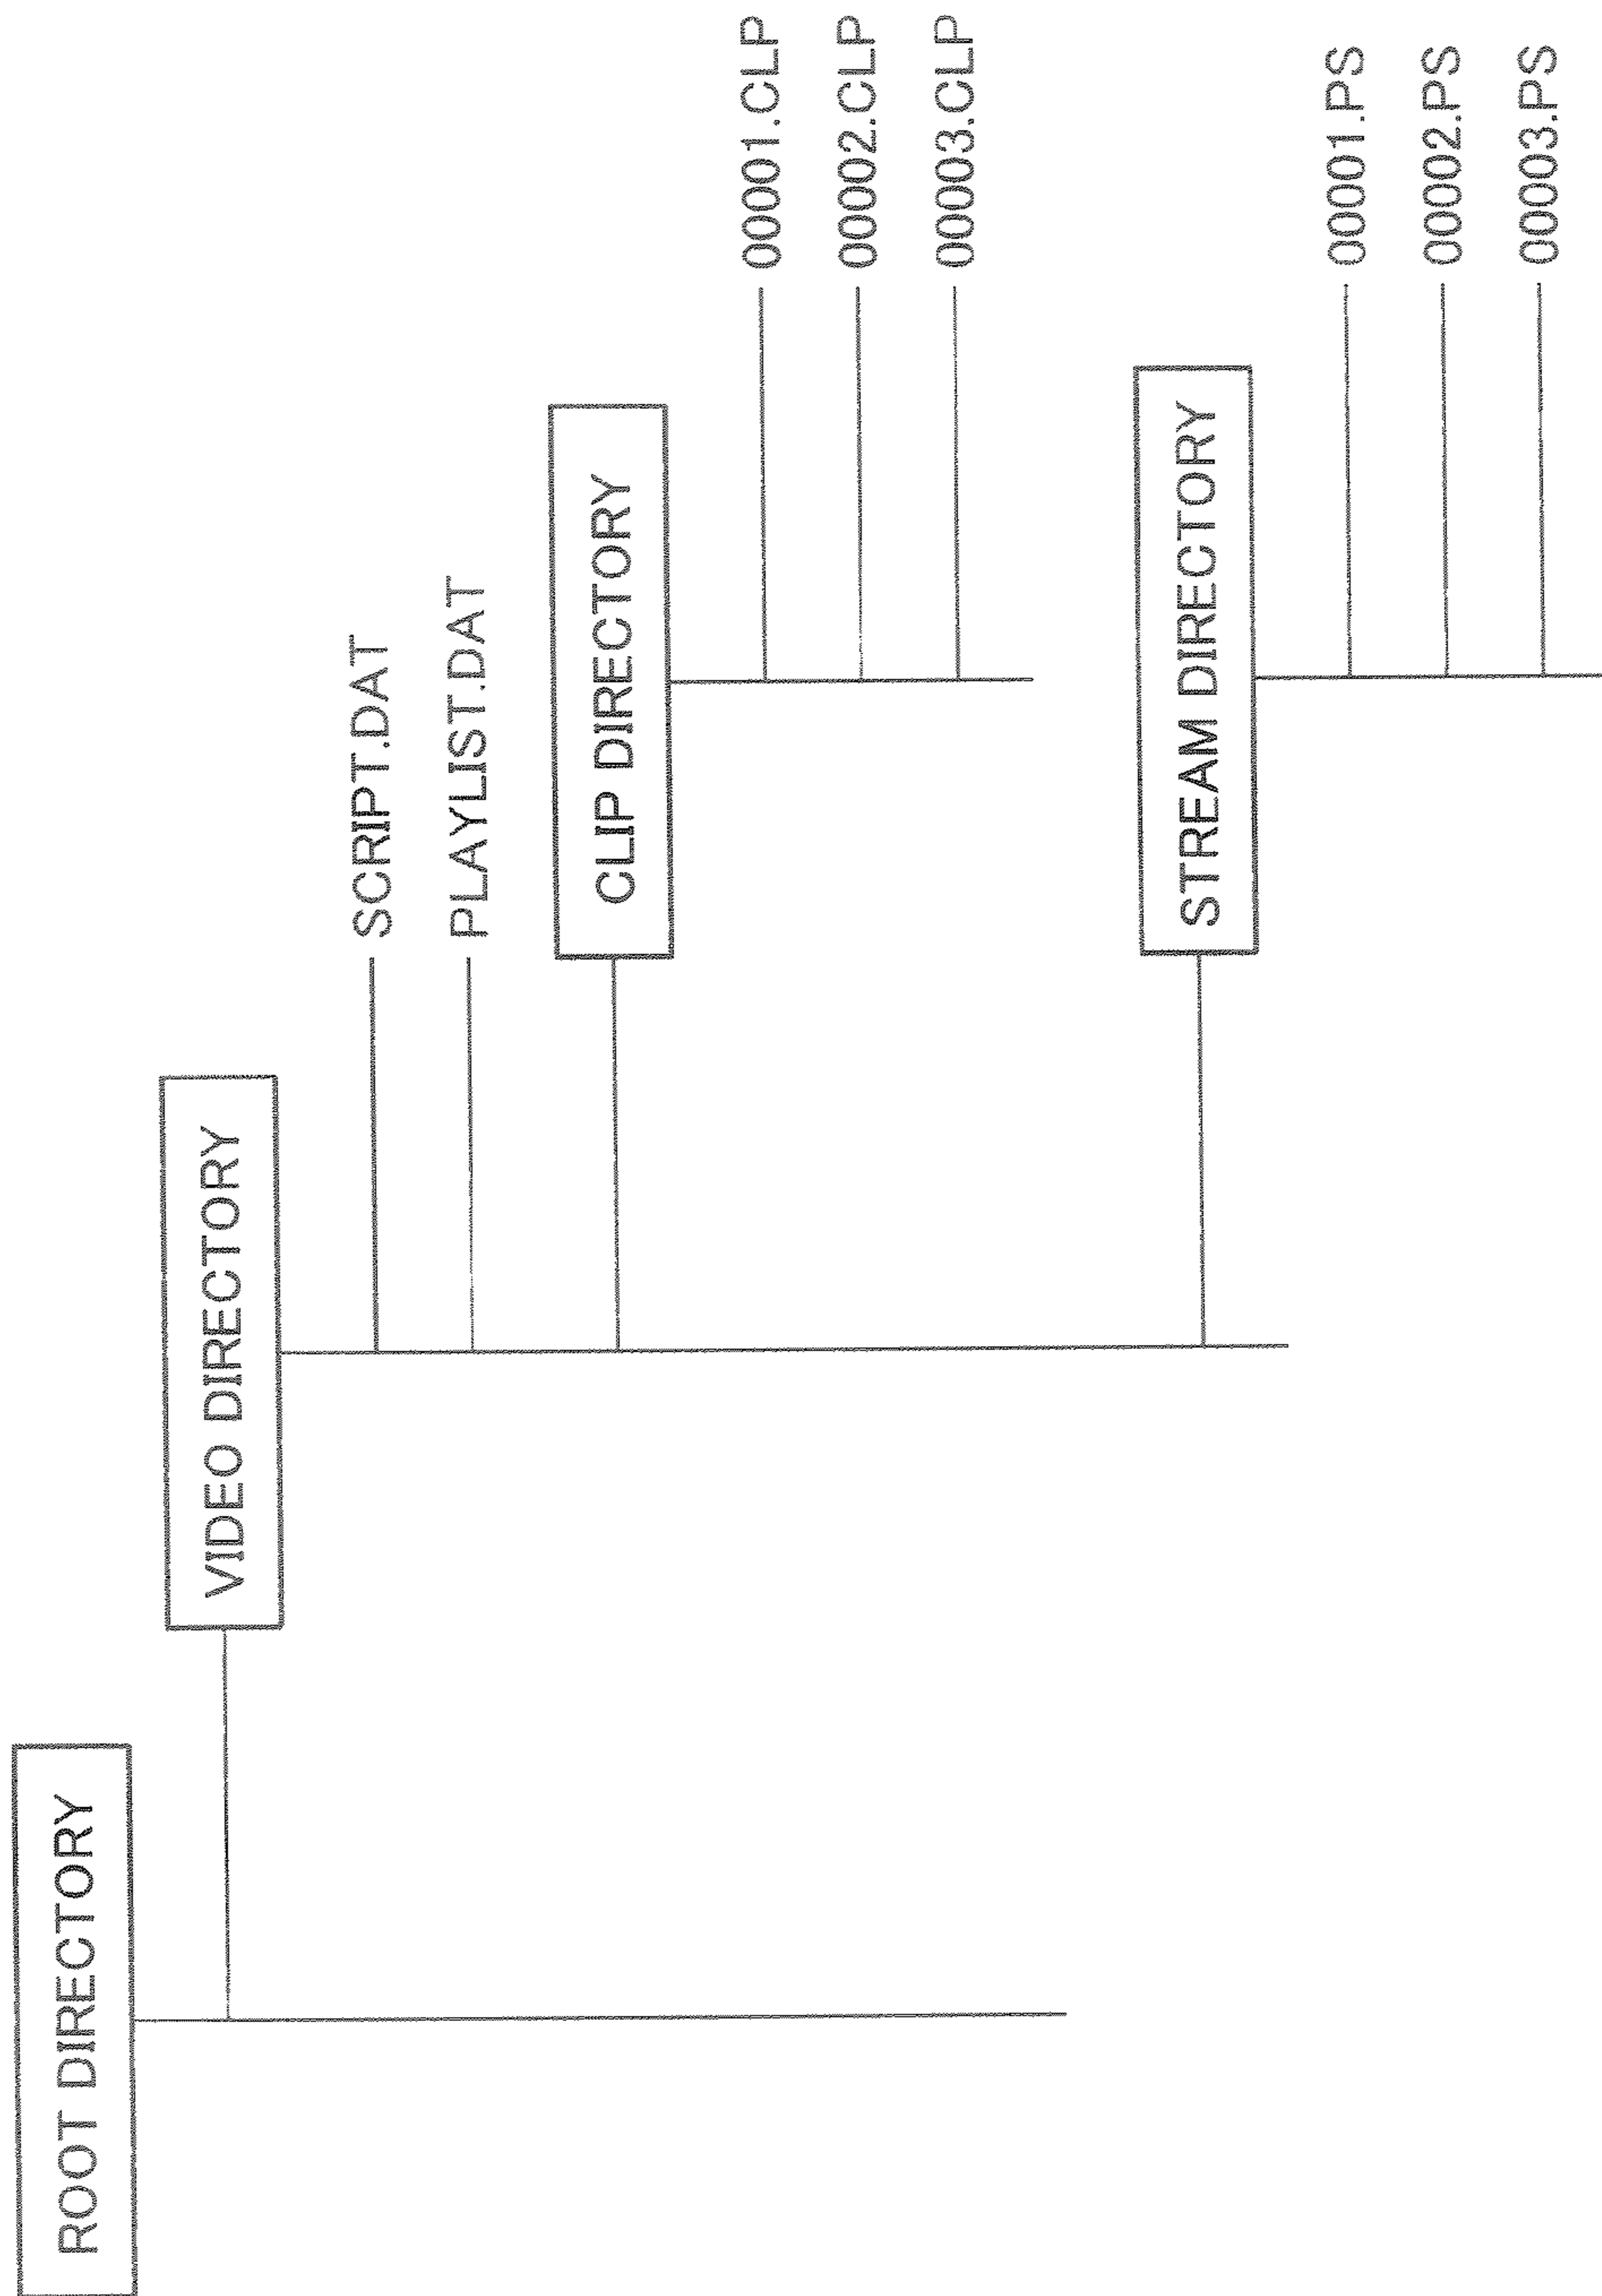 ROOT DIRECTORY
VIDEO DIRECTORY
SCRIPT.DAT
PLAYLIST.DAT
CLIP DIRECTORY
00001.CLP
00002.CLP
00003.CLP
STREAM DIRECTORY
00001.PS
00002.PS
00003.PS